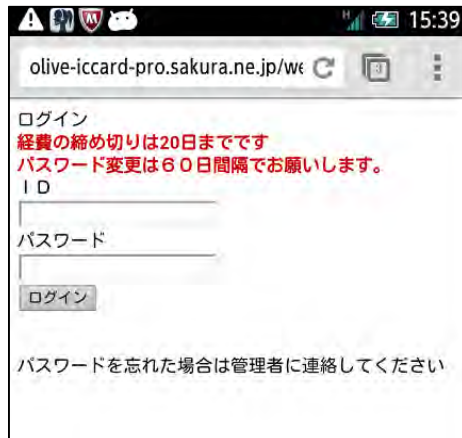 15:39
olive-iccard-pro.sakura.ne.jp/we
ログイン
経費の締め切りは20日までです
パスワード変更は６０日間隔でお願いします。
ＩＤ
パスワード
ログイン
パスワードを忘れた場合は管理者に連絡してください